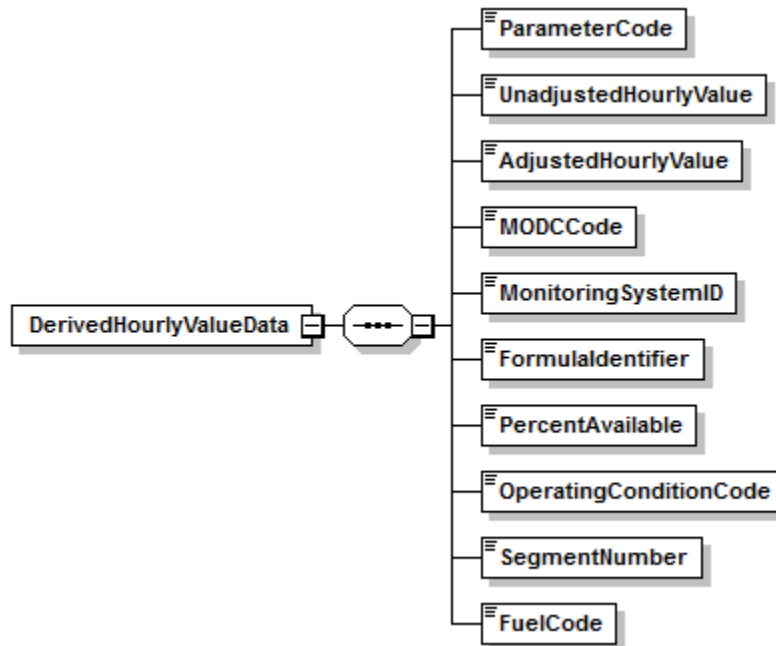 ParameterCode
UnadjustedHourlyValue
AdjustedHourlyValue
MODCCode
MonitoringSystemID
DerivedHourlyValueData
FormulaIdentifier
PercentAvailable
OperatingConditionCode
SegmentNumber
FuelCode